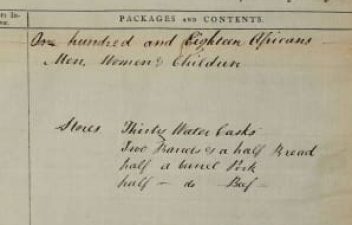 PACKAGES AND CONTENTS.
One hundred and Eighteen Africans
Men, Women & Children
Stores Thirty Water Casks
Two & a half Bread
half a barrel Pork
half — do Beef